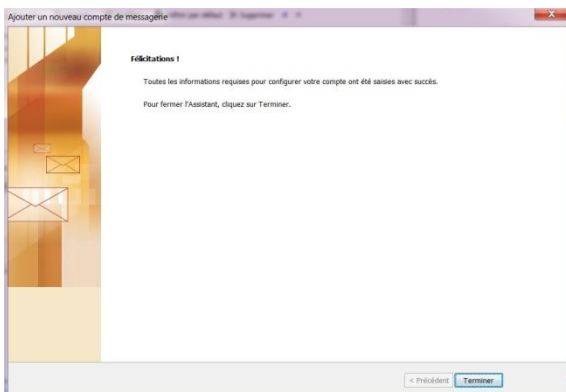 Ajouter un nouveau compte de messagerie
Félicitations !
Toutes les informations requises pour configurer votre compte ont été saisies avec succès.
Pour fermer l'Assistant, cliquez sur Terminer.
< Précédent Terminer